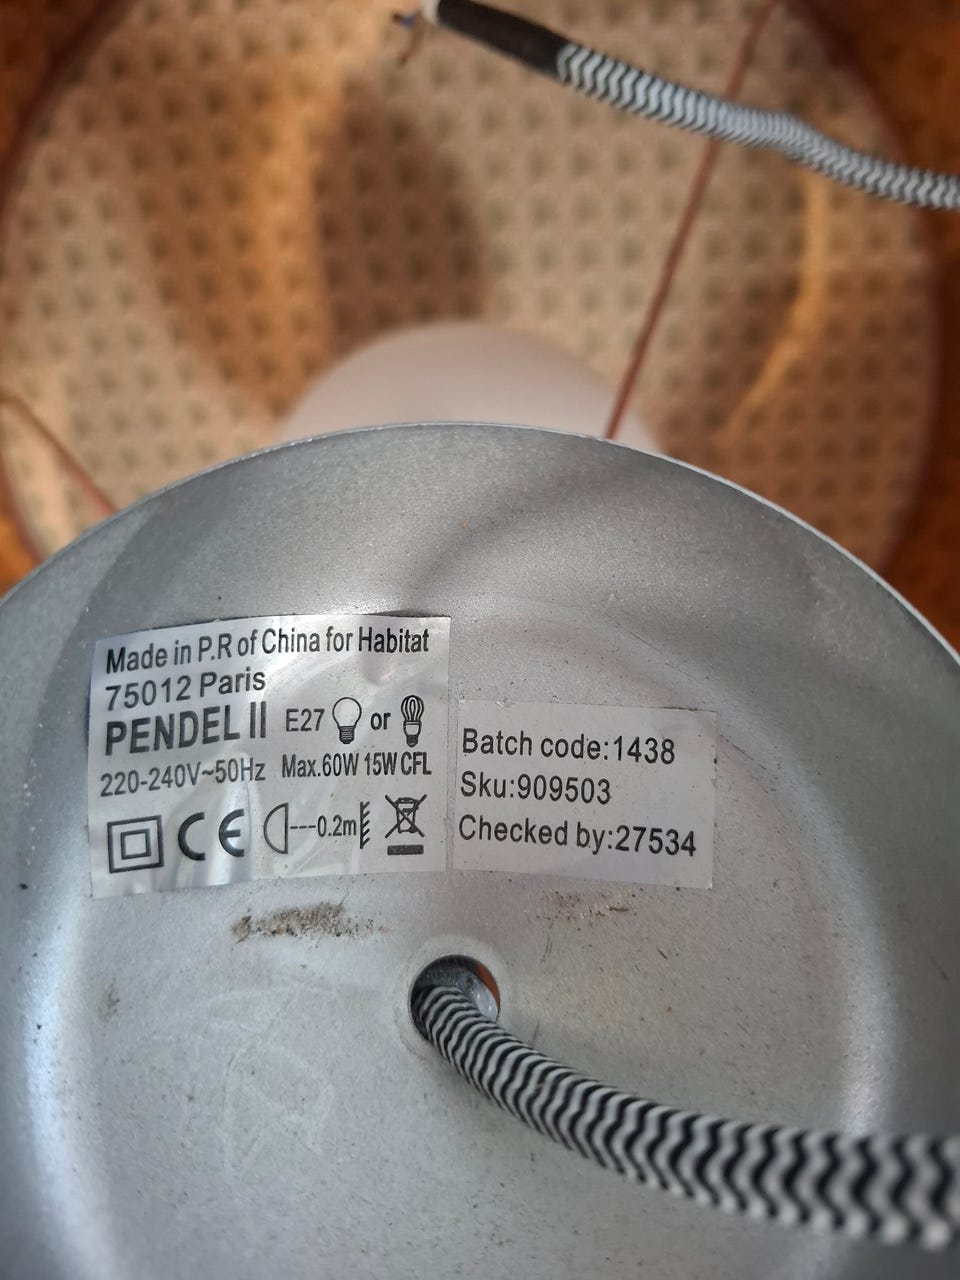 Made in P.R of China for Habitat
75012 Paris
PENDEL II E27 or
220-240V~50Hz Max.60W 15W CFL
CE ---0.2m
Batch code:1438
Sku:909503
Checked by:27534